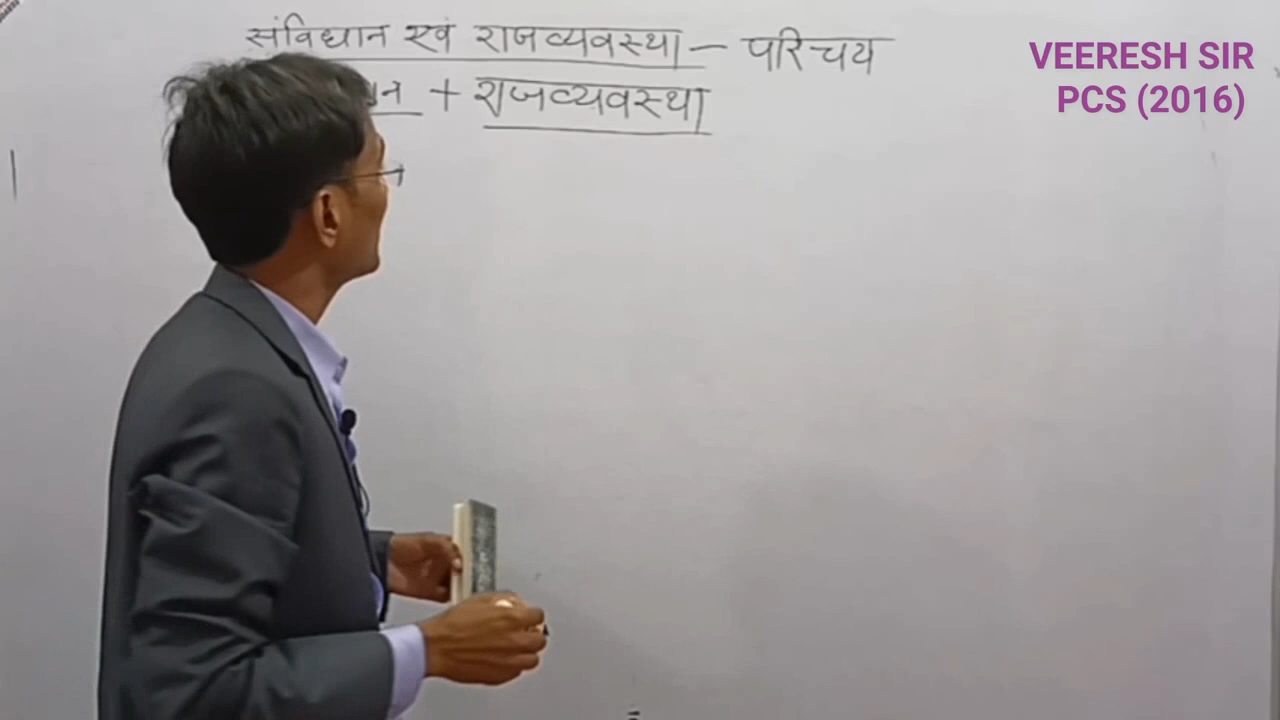 संविधान एवं राजव्यवस्था - परिचय
+ राजव्यवस्था
VEERESH SIR
PCS (2016)